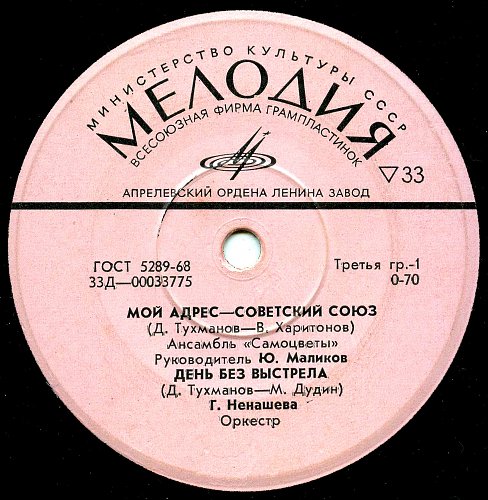 МИНИСТЕРСТВО КУЛЬТУРЫ СССР
МЕЛОДИЯ
ВСЕСОЮЗНАЯ ФИРМА ГРАМПЛАСТИНОК
▽33
АПРЕЛЕВСКИЙ ОРДЕНА ЛЕНИНА ЗАВОД
ГОСТ 5289-68
Третья гр.-1
33Д—00033775
0-70
МОЙ АДРЕС—СОВЕТСКИЙ СОЮЗ
(Д. Тухманов—В. Харитонов)
Ансамбль «Самоцветы»
Руководитель Ю. Маликов
ДЕНЬ БЕЗ ВЫСТРЕЛА
(Д. Тухманов—М. Дудин)
Г. Ненашева
Оркестр